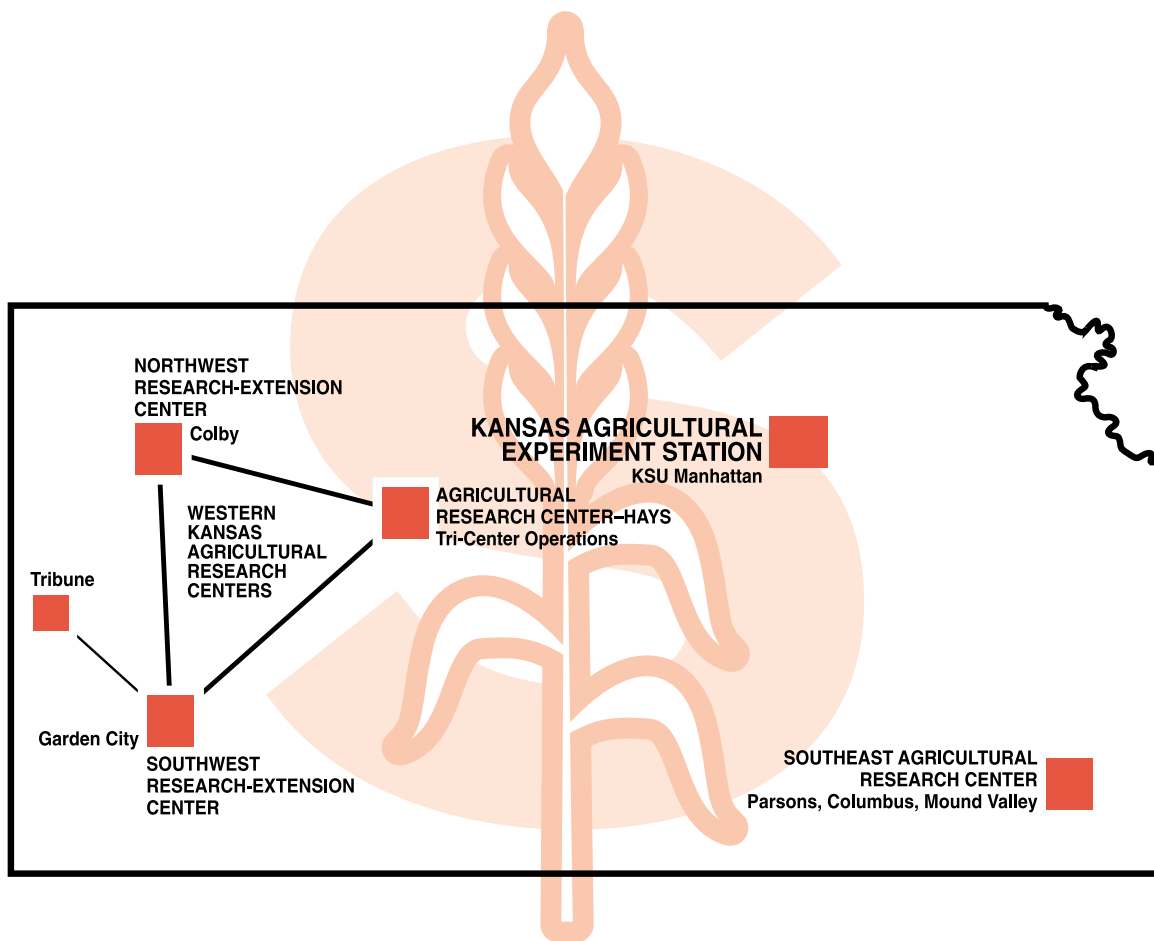 NORTHWEST
RESEARCH-EXTENSION
CENTER
Colby
KANSAS AGRICULTURAL
EXPERIMENT STATION
KSU Manhattan
AGRICULTURAL
RESEARCH CENTER–HAYS
Tri-Center Operations
WESTERN
KANSAS
AGRICULTURAL
RESEARCH
CENTERS
Tribune
Garden City
SOUTHWEST
RESEARCH-EXTENSION
CENTER
SOUTHEAST AGRICULTURAL
RESEARCH CENTER
Parsons, Columbus, Mound Valley